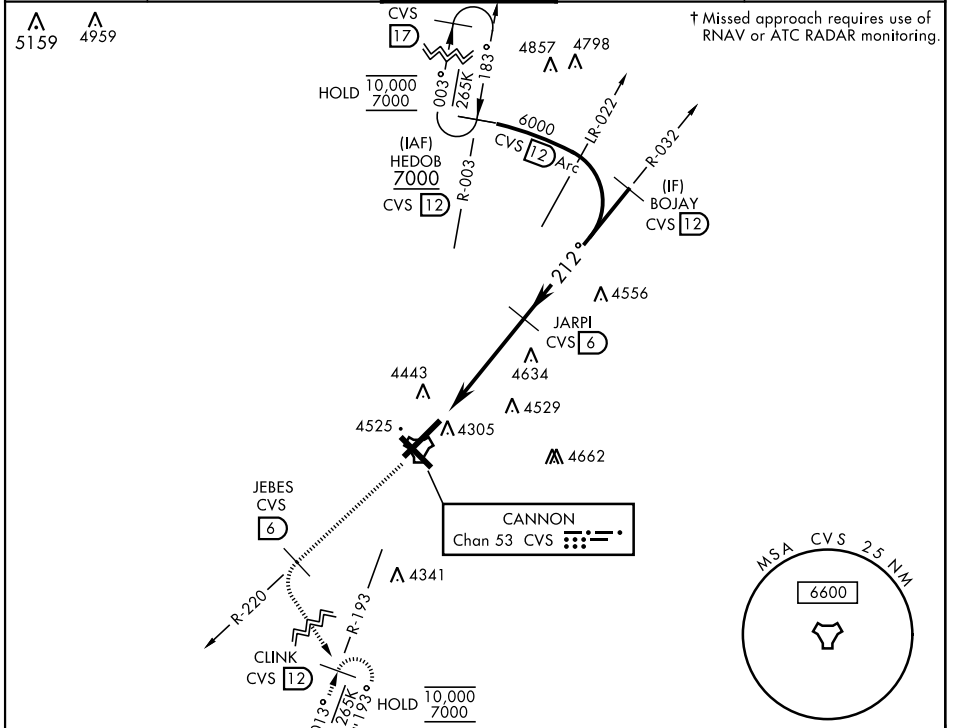 5159
4959
CVS
17
† Missed approach requires use of
RNAV or ATC RADAR monitoring.
4857
4798
HOLD
10,000
7000
003°
265K
183°
6000
CVS 12 Arc
LR-022
R-032
(IAF)
HEDOB
7000
CVS 12
R-003
(IF)
BOJAY
CVS 12
212°
4556
JARPI
CVS 6
4634
4443
4529
4525
4305
4662
JEBES
CVS
6
CANNON
Chan 53 CVS
MSA CVS 25 NM
6600
4341
R-220
R-193
CLINK
CVS 12
013°
265K
193°
HOLD
10,000
7000